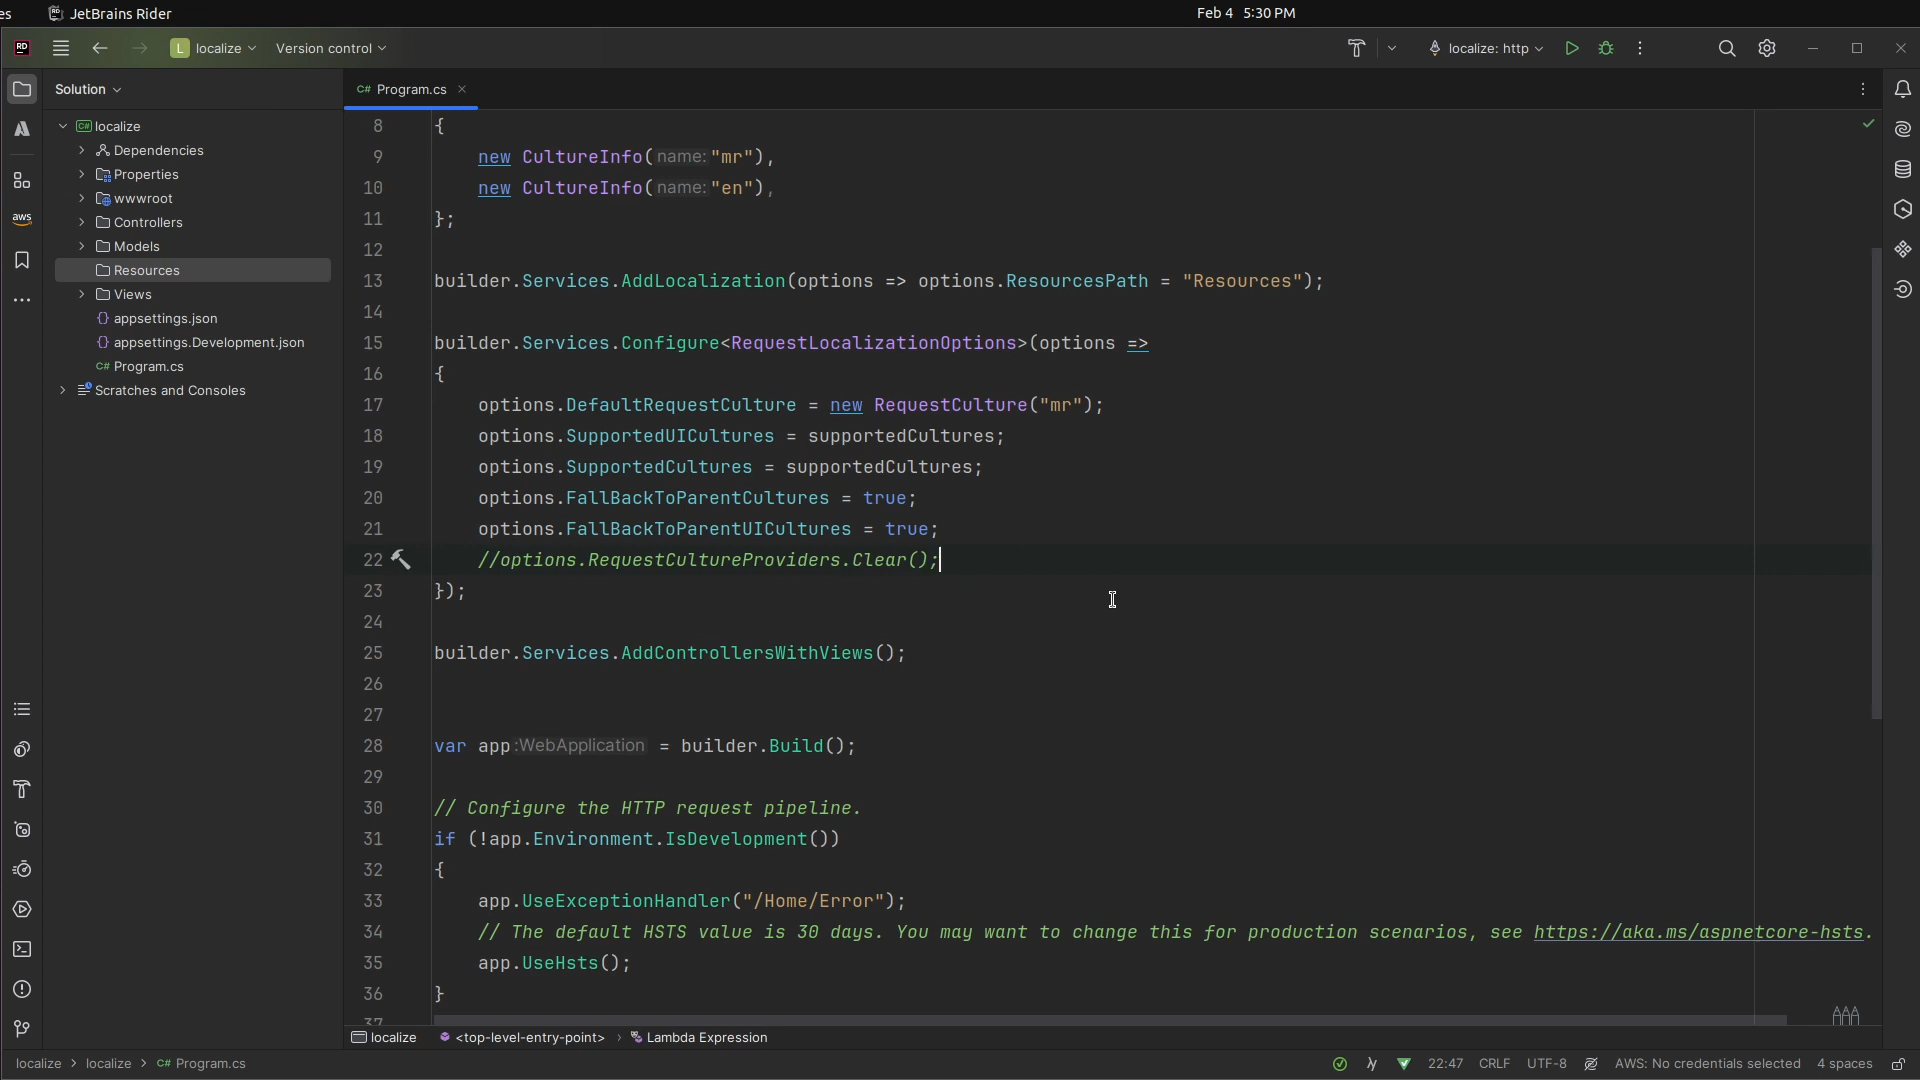 es JetBrains Rider Feb 4 5:30 PM
RD L localize Version control localize: http
Solution C# Program.cs
C# localize
Dependencies
Properties
wwwroot
Controllers
Models
Resources
Views
{} appsettings.json
{} appsettings.Development.json
C# Program.cs
Scratches and Consoles
aws
8 {
9 new CultureInfo( name: "mr"),
10 new CultureInfo( name: "en"),
11 };
12
13 builder.Services.AddLocalization(options => options.ResourcesPath = "Resources");
14
15 builder.Services.Configure<RequestLocalizationOptions>(options =>
16 {
17 options.DefaultRequestCulture = new RequestCulture("mr");
18 options.SupportedUICultures = supportedCultures;
19 options.SupportedCultures = supportedCultures;
20 options.FallBackToParentCultures = true;
21 options.FallBackToParentUICultures = true;
22 //options.RequestCultureProviders.Clear();
23 });
24
25 builder.Services.AddControllersWithViews();
26
27
28 var app :WebApplication = builder.Build();
29
30 // Configure the HTTP request pipeline.
31 if (!app.Environment.IsDevelopment())
32 {
33 app.UseExceptionHandler("/Home/Error");
34 // The default HSTS value is 30 days. You may want to change this for production scenarios, see https://aka.ms/aspnetcore-hsts.
35 app.UseHsts();
36 }
37
localize <top-level-entry-point> > Lambda Expression
localize > localize > C# Program.cs 22:47 CRLF UTF-8 AWS: No credentials selected 4 spaces